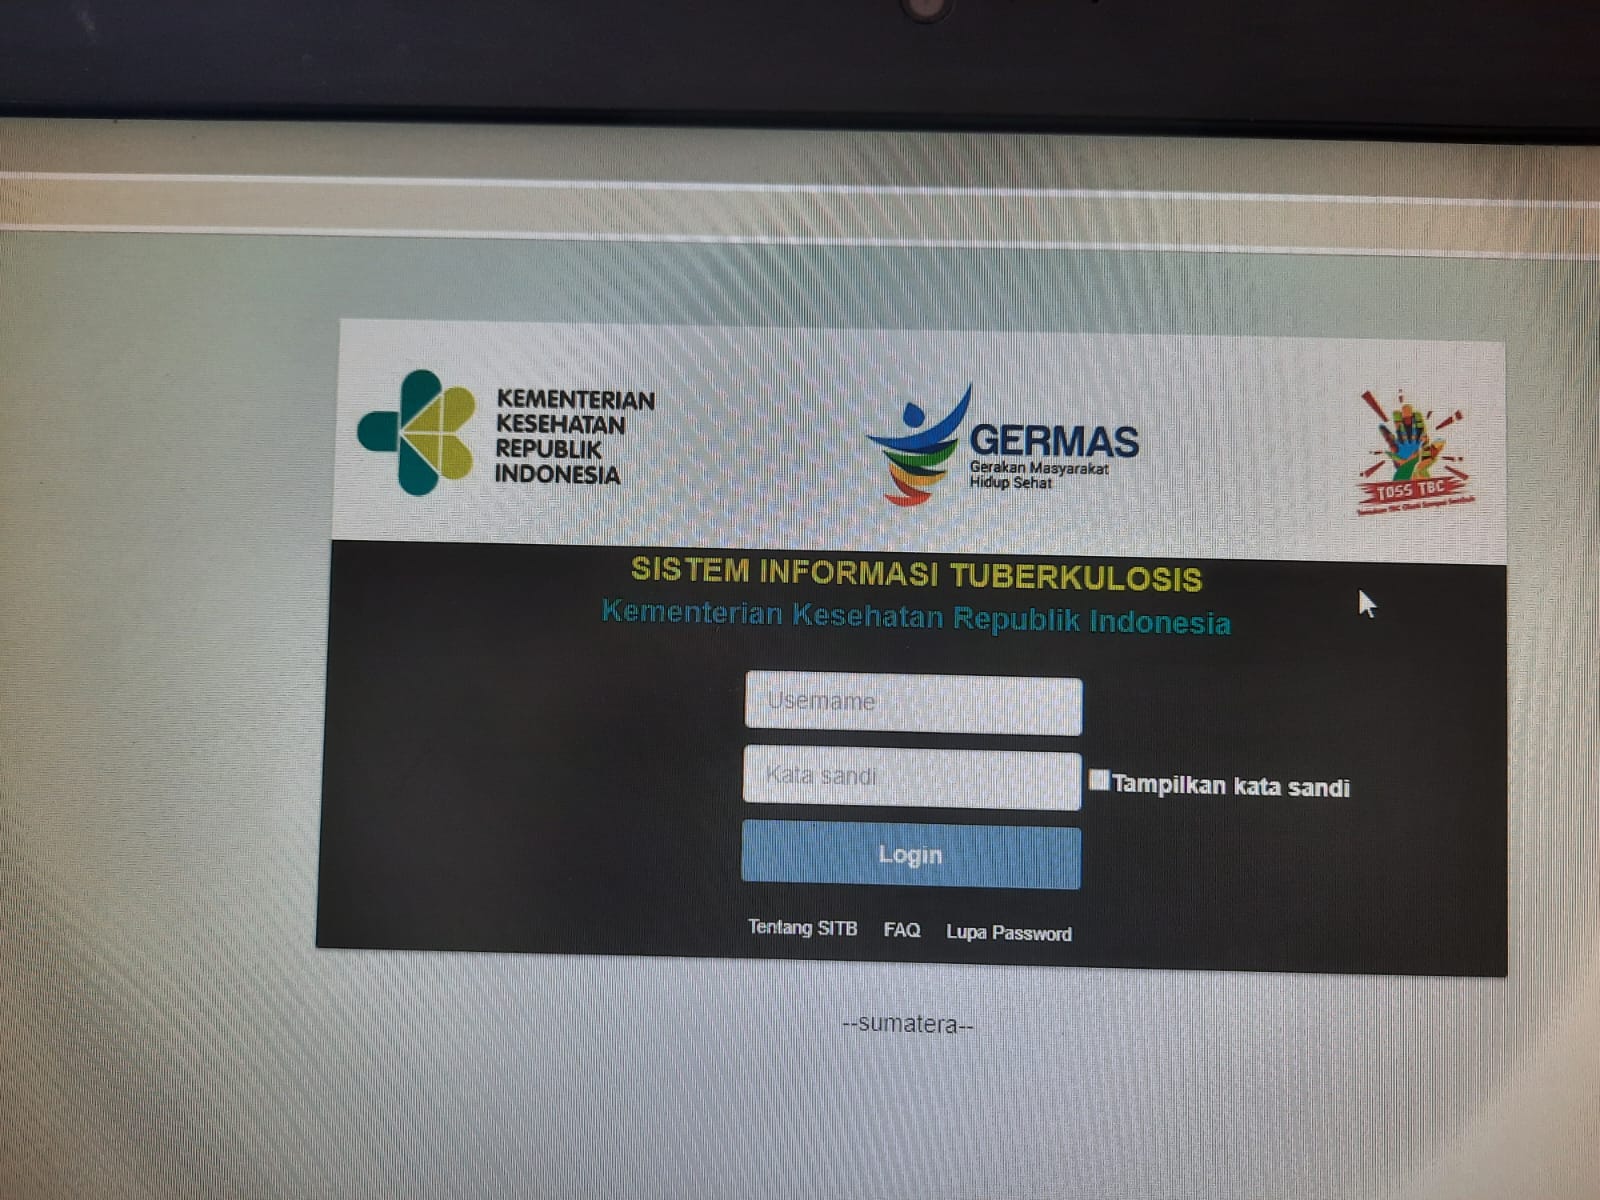 KEMENTERIAN
KESEHATAN
REPUBLIK
INDONESIA
GERMAS
Gerakan Masyarakat
Hidup Sehat
TOSS TBC
SISTEM INFORMASI TUBERKULOSIS
Kementerian Kesehatan Republik Indonesia
Username
Kata sandi
Tampilkan kata sandi
Login
Tentang SITB FAQ Lupa Password
--sumatera--